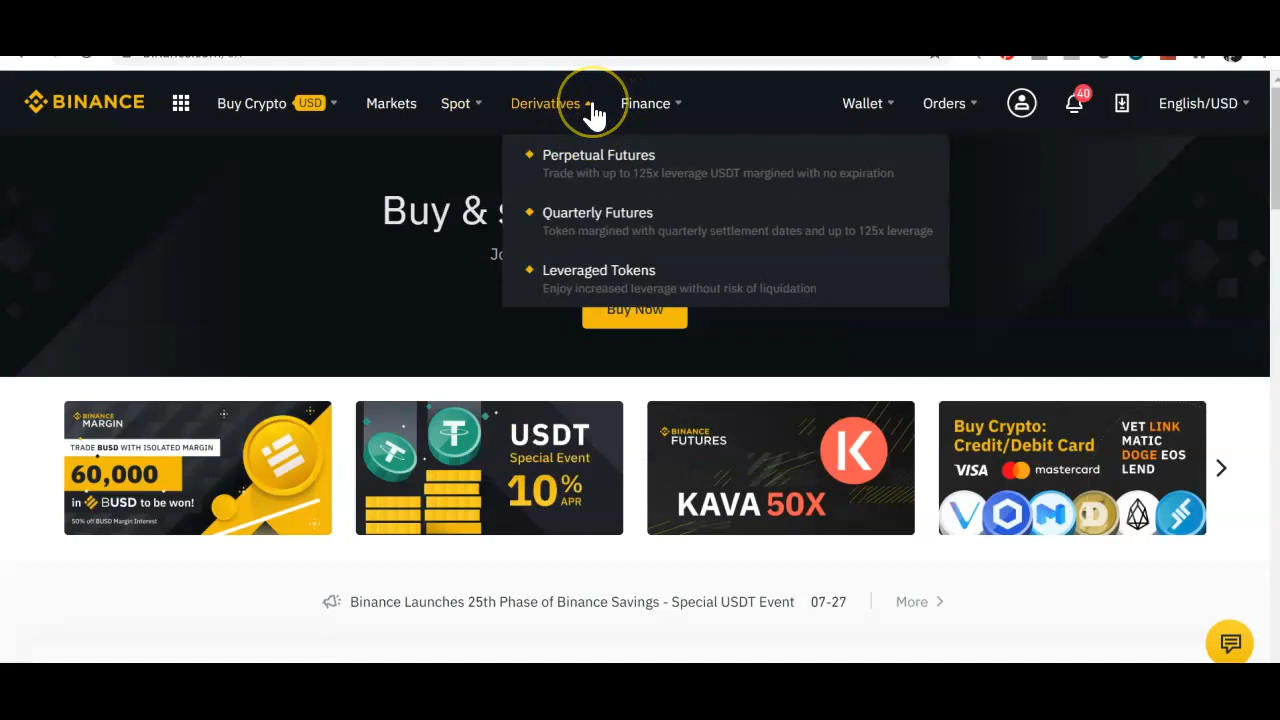 BINANCE
Buy Crypto USD
Markets
Spot
Derivatives
Finance
Wallet
Orders
40
English/USD
Perpetual Futures
Trade with up to 125x leverage USDT margined with no expiration
Quarterly Futures
Token margined with quarterly settlement dates and up to 125x leverage
Leveraged Tokens
Enjoy increased leverage without risk of liquidation
Buy &
Buy Now
BINANCE
MARGIN
TRADE BUSD WITH ISOLATED MARGIN
60,000
in BUSD to be won!
50% off BUSD Margin Interest
USDT
Special Event
10% APR
BINANCE
FUTURES
KAVA 50X
Buy Crypto:
Credit/Debit Card
VISA mastercard
VET LINK
MATIC
DOGE EOS
LEND
Binance Launches 25th Phase of Binance Savings - Special USDT Event 07-27
More